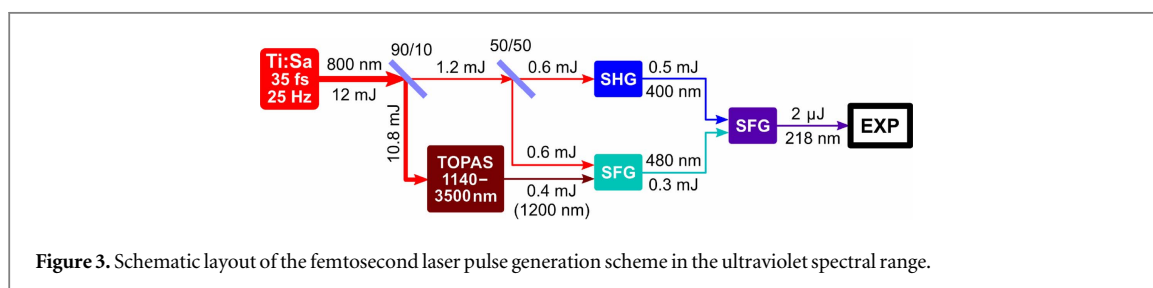 Ti:Sa
35 fs
25 Hz
800 nm
12 mJ
90/10
1.2 mJ
50/50
0.6 mJ
SHG
0.5 mJ
400 nm
10.8 mJ
TOPAS
1140–
3500nm
0.6 mJ
0.4 mJ
(1200 nm)
SFG
480 nm
0.3 mJ
SFG
2 µJ
218 nm
EXP
Figure 3. Schematic layout of the femtosecond laser pulse generation scheme in the ultraviolet spectral range.